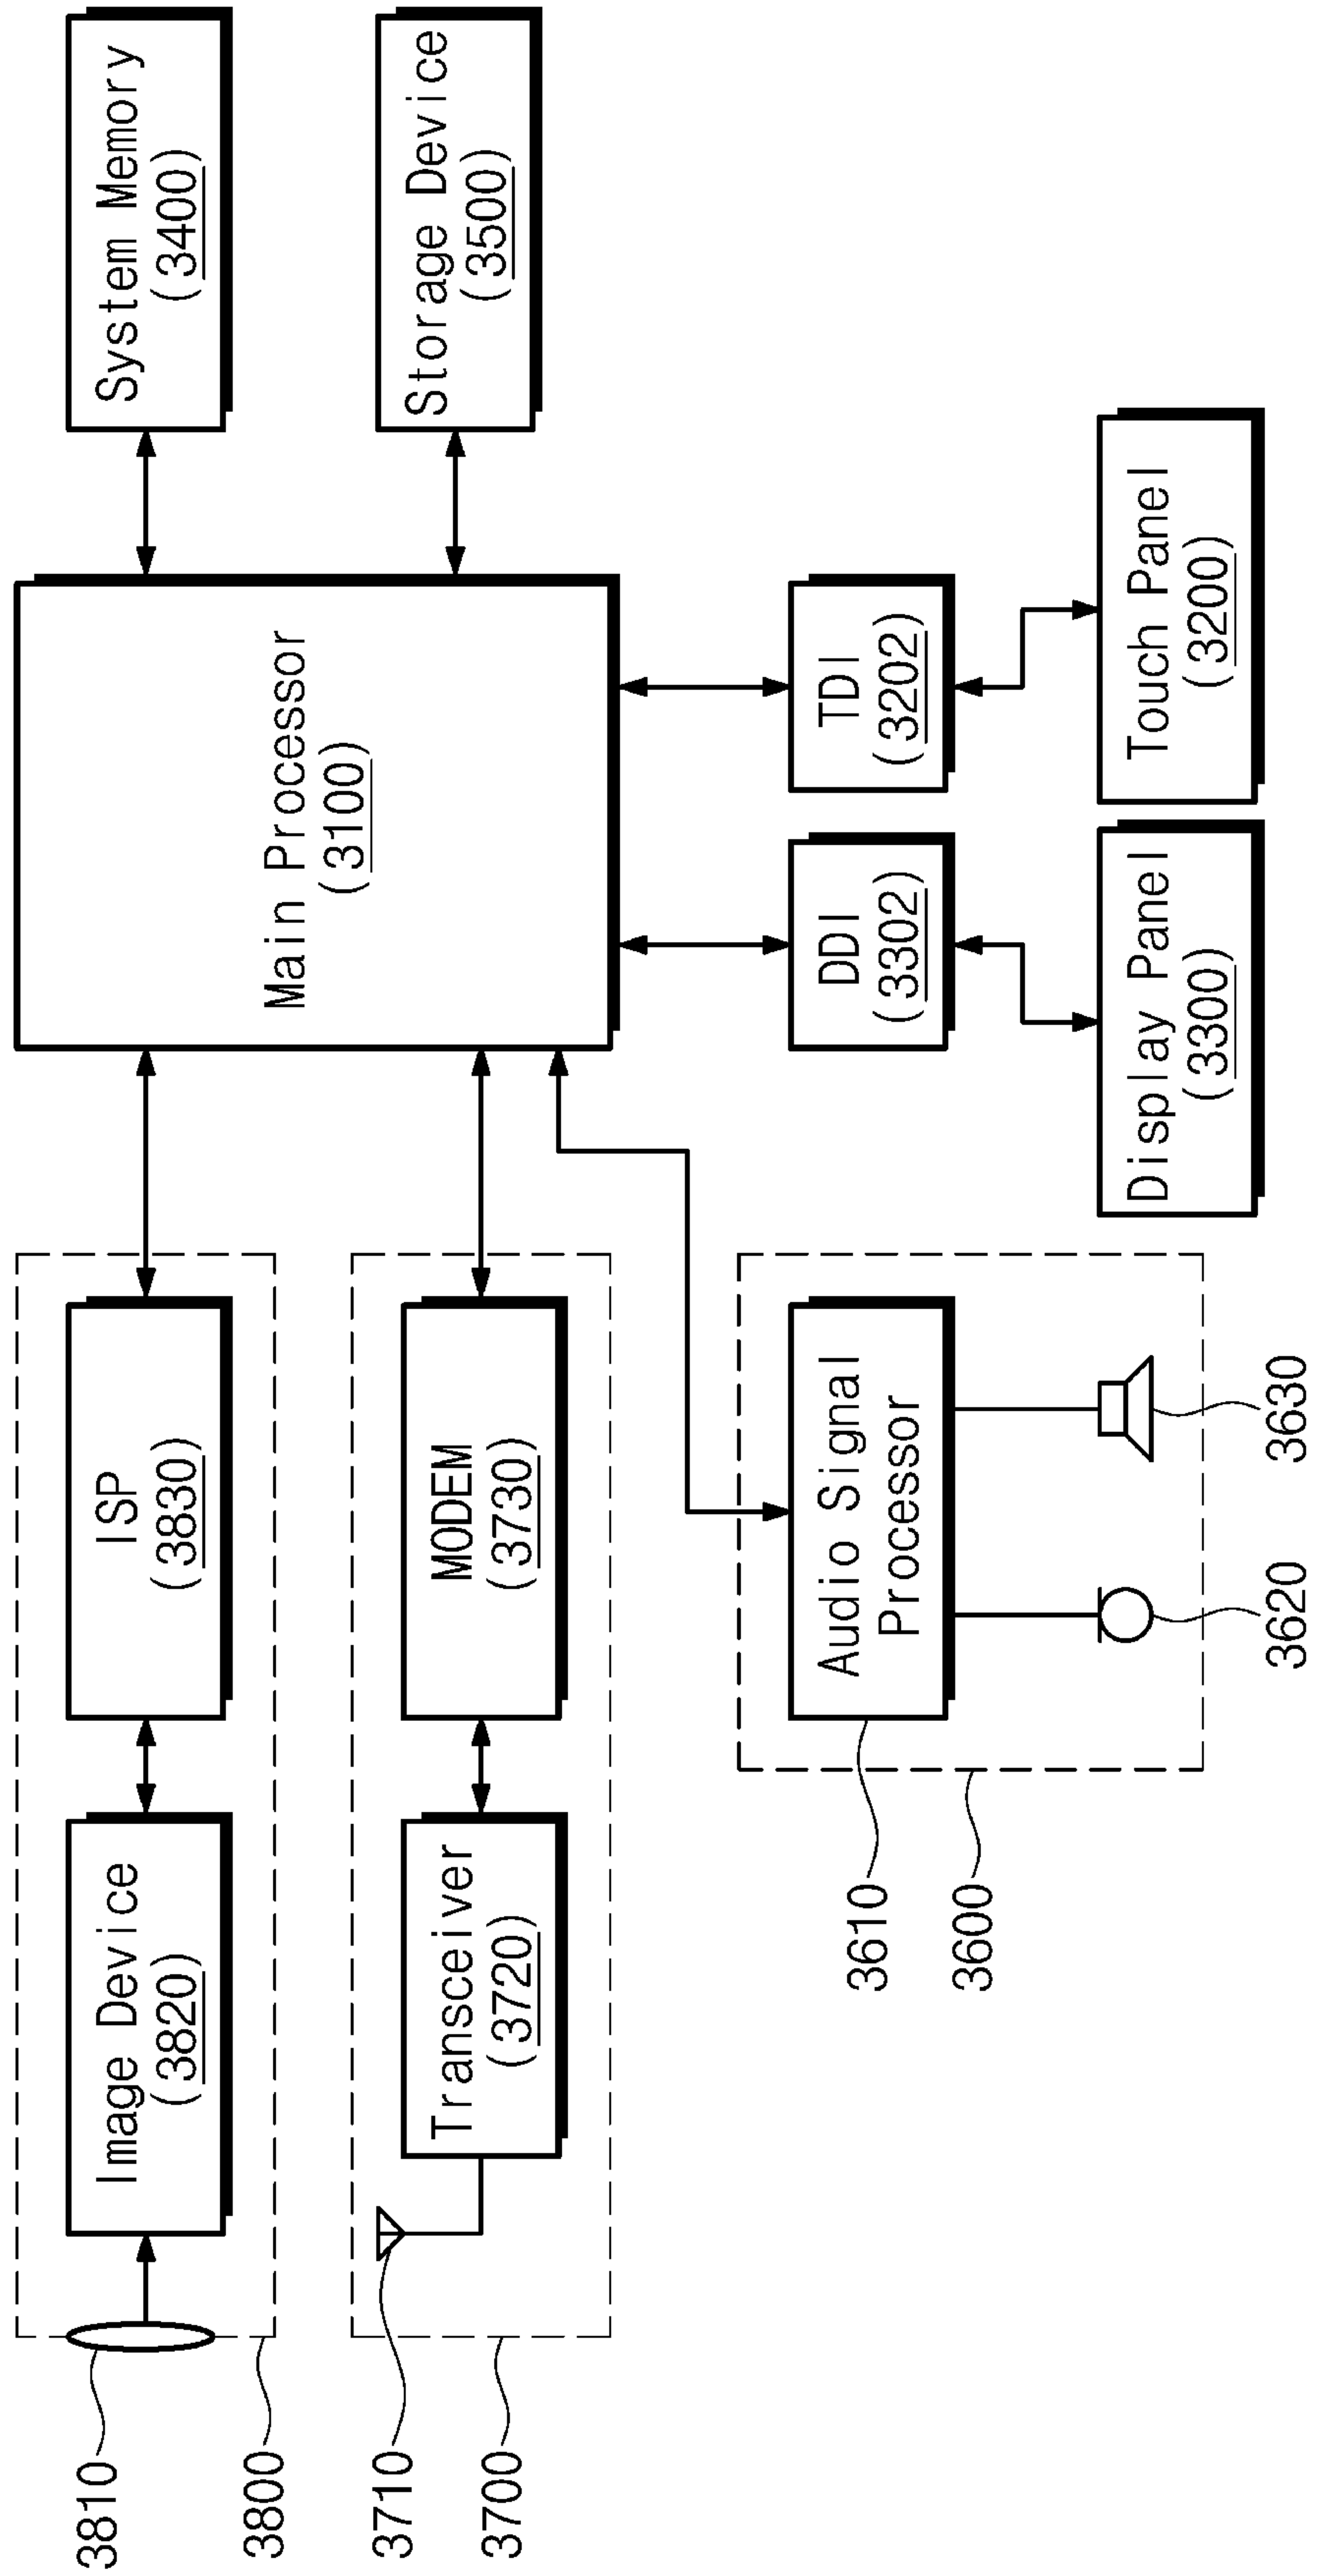 3810
3800
Image Device
(3820)
ISP
(3830)
Main Processor
(3100)
System Memory
(3400)
3710
3700
Transceiver
(3720)
MODEM
(3730)
Storage Device
(3500)
3610
3600
Audio Signal
Processor
3620
3630
DDI
(3302)
TDI
(3202)
Display Panel
(3300)
Touch Panel
(3200)